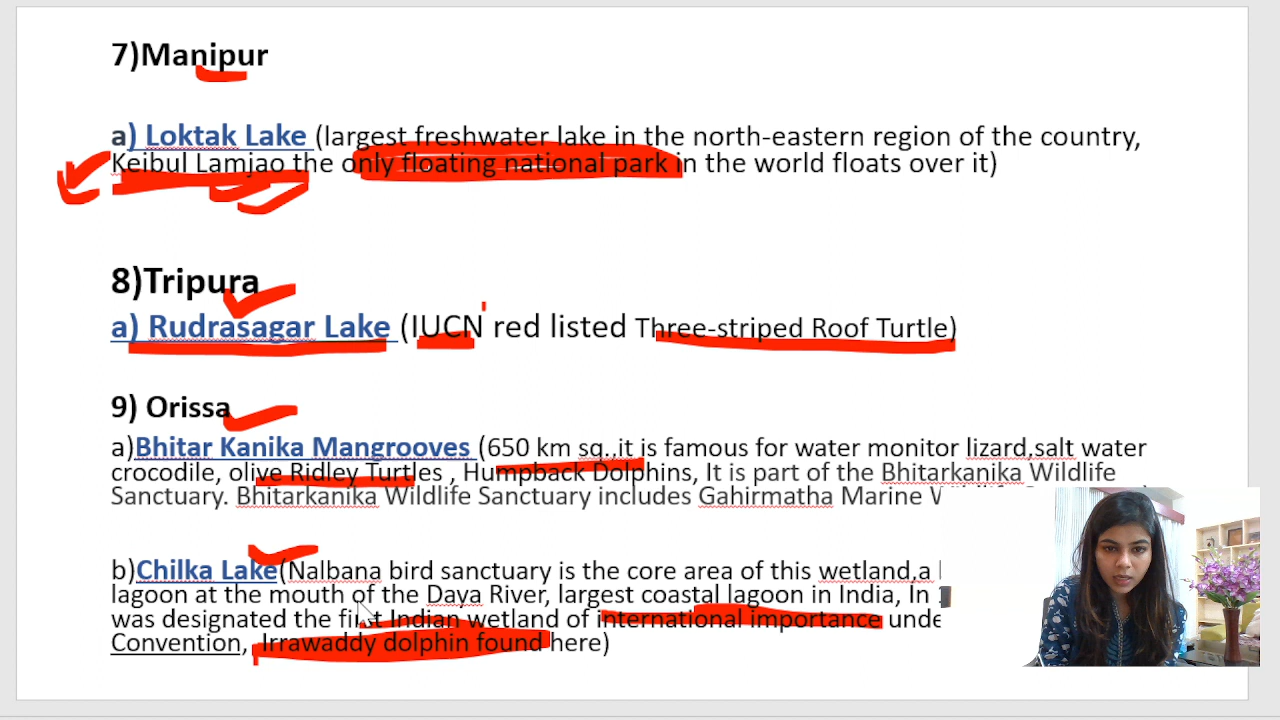 7)Manipur
a) Loktak Lake (largest freshwater lake in the north-eastern region of the country,
Keibul Lamjao the only floating national park in the world floats over it)
8)Tripura
a) Rudrasagar Lake (IUCN red listed Three-striped Roof Turtle)
9) Orissa
a)Bhitar Kanika Mangrooves (650 km sq.,it is famous for water monitor lizard,salt water
crocodile, olive Ridley Turtles , Humpback Dolphins, It is part of the Bhitarkanika Wildlife
Sanctuary. Bhitarkanika Wildlife Sanctuary includes Gahirmatha Marine
b)Chilka Lake(Nalbana bird sanctuary is the core area of this wetland,a
lagoon at the mouth of the Daya River, largest coastal lagoon in India, In
was designated the first Indian wetland of international importance
Convention, Irrawaddy dolphin found here)